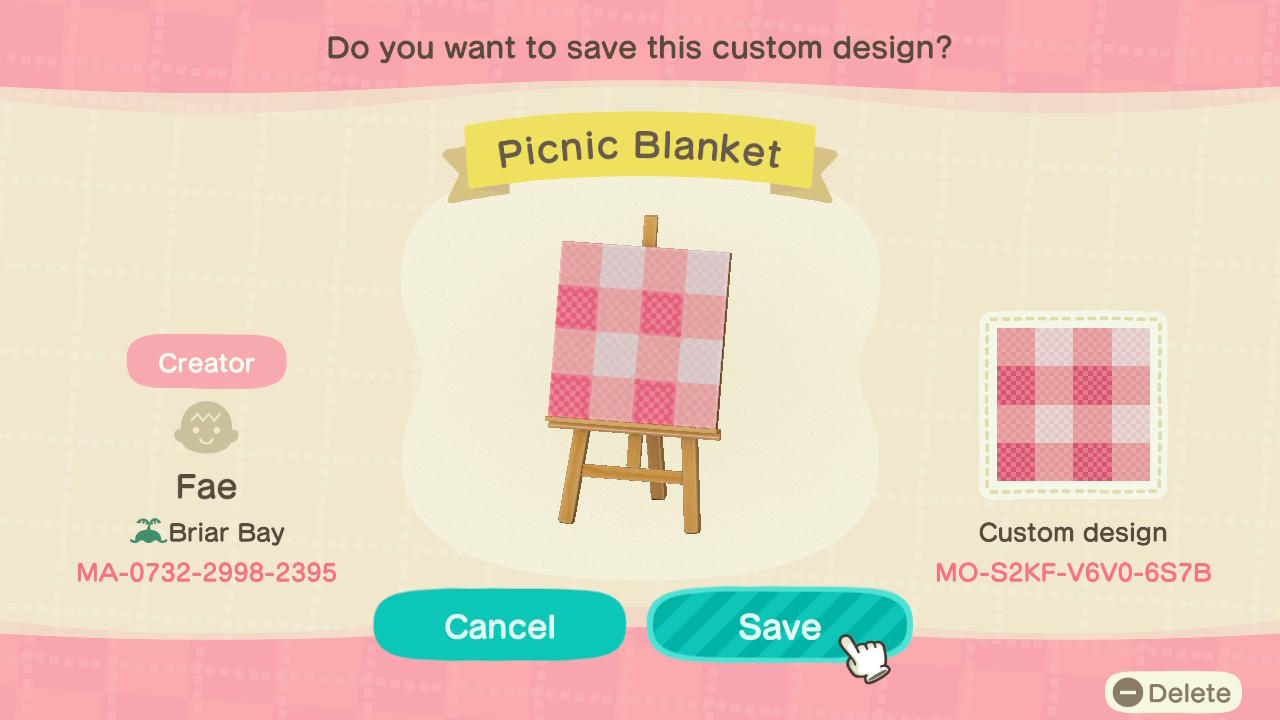 Do you want to save this custom design?
Picnic Blanket
Creator
Fae
Briar Bay
MA-0732-2998-2395
Custom design
MO-S2KF-V6V0-6S7B
Cancel
Save
Delete